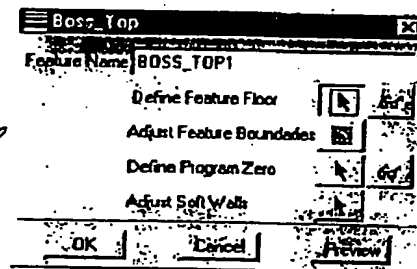 Boss_Top
Feature Name BOSS_TOP1
Define Feature Floor
Adjust Feature Boundaries
Define Program Zero
Adjust Soft Walls
OK Cancel Preview